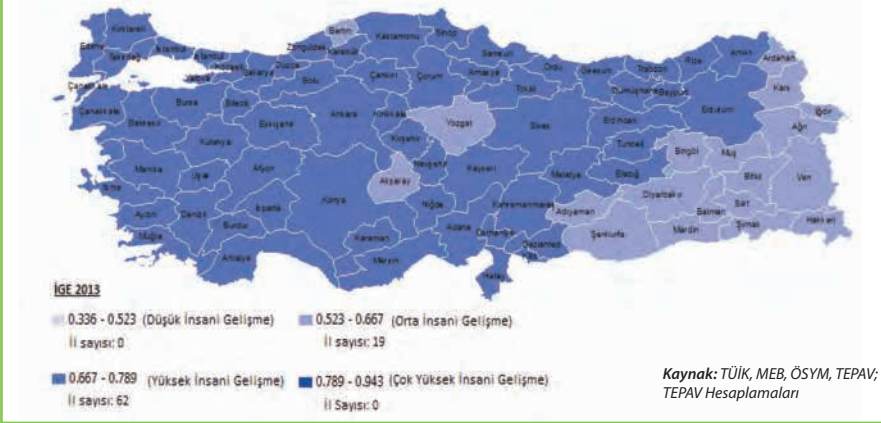 Bartın
Kırklareli
Edirne
Tekirdağ
İstanbul
İstanbul
Kocaeli
Yalova
Sakarya
Düzce
Zonguldak
Karabük
Kastamonu
Sinop
Samsun
Ordu
Giresun
Trabzon
Rize
Artvin
Ardahan
Kars
Çanakkale
Çanakkale
Balıkesir
Bursa
Bilecik
Bolu
Çankırı
Çorum
Amasya
Tokat
Gümüşhane
Bayburt
Erzurum
Iğdır
Ağrı
Kütahya
Eskişehir
Ankara
Kırıkkale
Yozgat
Sivas
Erzincan
Tunceli
Bingöl
Muş
Kırşehir
Manisa
Uşak
Afyon
Aksaray
Nevşehir
Kayseri
Malatya
Elazığ
Bitlis
Van
İzmir
Konya
Niğde
Kahramanmaraş
Adıyaman
Diyarbakır
Batman
Siirt
Aydın
Denizli
Isparta
Burdur
Muğla
Antalya
Karaman
Mersin
Adana
Osmaniye
Gaziantep
Kilis
Hatay
Şanlıurfa
Mardin
Şırnak
Hakkari
İGE 2013
0.336 - 0.523 (Düşük İnsani Gelişme)
İl sayısı: 0
0.523 - 0.667 (Orta İnsani Gelişme)
İl sayısı: 19
0.667 - 0.789 (Yüksek İnsani Gelişme)
İl sayısı: 62
0.789 - 0.943 (Çok Yüksek İnsani Gelişme)
İl Sayısı: 0
Kaynak: TÜİK, MEB, ÖSYM, TEPAV;
TEPAV Hesaplamaları